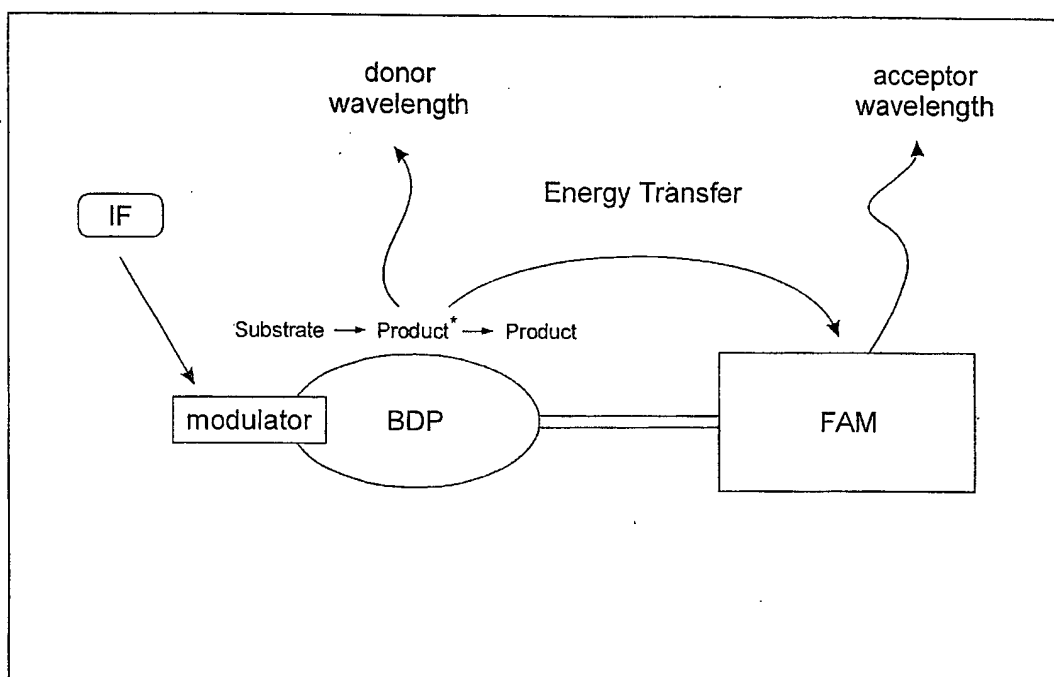 donor
wavelength
acceptor
wavelength
Energy Transfer
IF
Substrate → Product* → Product
modulator
BDP
FAM